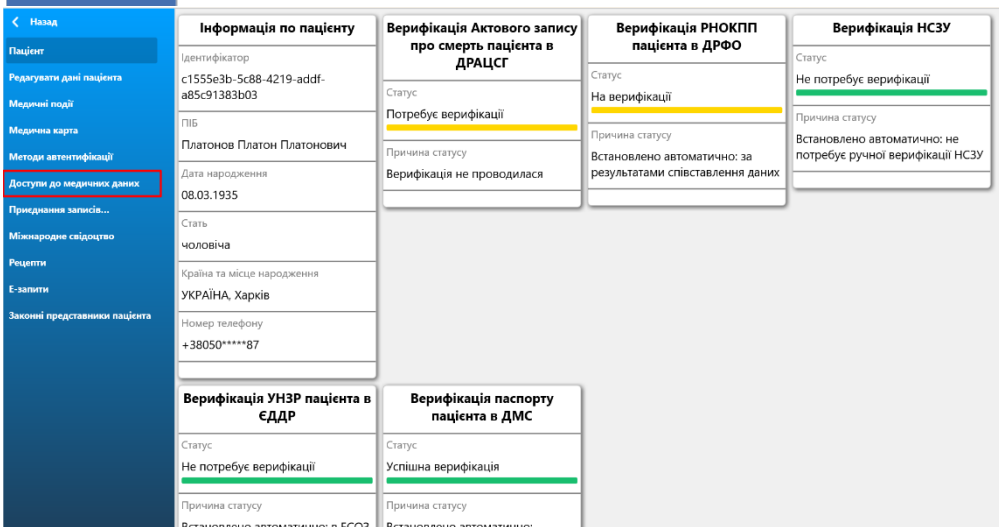 Назад
Пацієнт
Редагувати дані пацієнта
Медичні події
Медична карта
Методи автентифікації
Доступи до медичних даних
Приєднання записів...
Міжнародне свідоцтво
Рецепти
Е-запити
Законні представники пацієнта
Інформація по пацієнту
Ідентифікатор
c1555e3b-5c88-4219-addf-
a85c91383b03
ПІБ
Платонов Платон Платонович
Дата народження
08.03.1935
Стать
чоловіча
Країна та місце народження
УКРАЇНА, Харків
Номер телефону
+38050*****87
Верифікація Актового запису
про смерть пацієнта в
ДРАЦСГ
Статус
Потребує верифікації
Причина статусу
Верифікація не проводилася
Верифікація РНОКПП
пацієнта в ДРФО
Статус
На верифікації
Причина статусу
Встановлено автоматично: за
результатами співставлення даних
Верифікація НСЗУ
Статус
Не потребує верифікації
Причина статусу
Встановлено автоматично: не
потребує ручної верифікації НСЗУ
Верифікація УНЗР пацієнта в
ЄДДР
Статус
Не потребує верифікації
Причина статусу
Встановлено автоматично: в ЕСОЗ
Верифікація паспорту
пацієнта в ДМС
Статус
Успішна верифікація
Причина статусу
Встановлено автоматично: